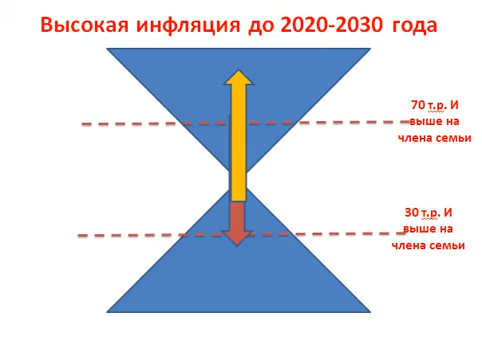 Высокая инфляция до 2020-2030 года
70 т.р. И
выше на
члена семьи
30 т.р. И
выше на
члена семьи